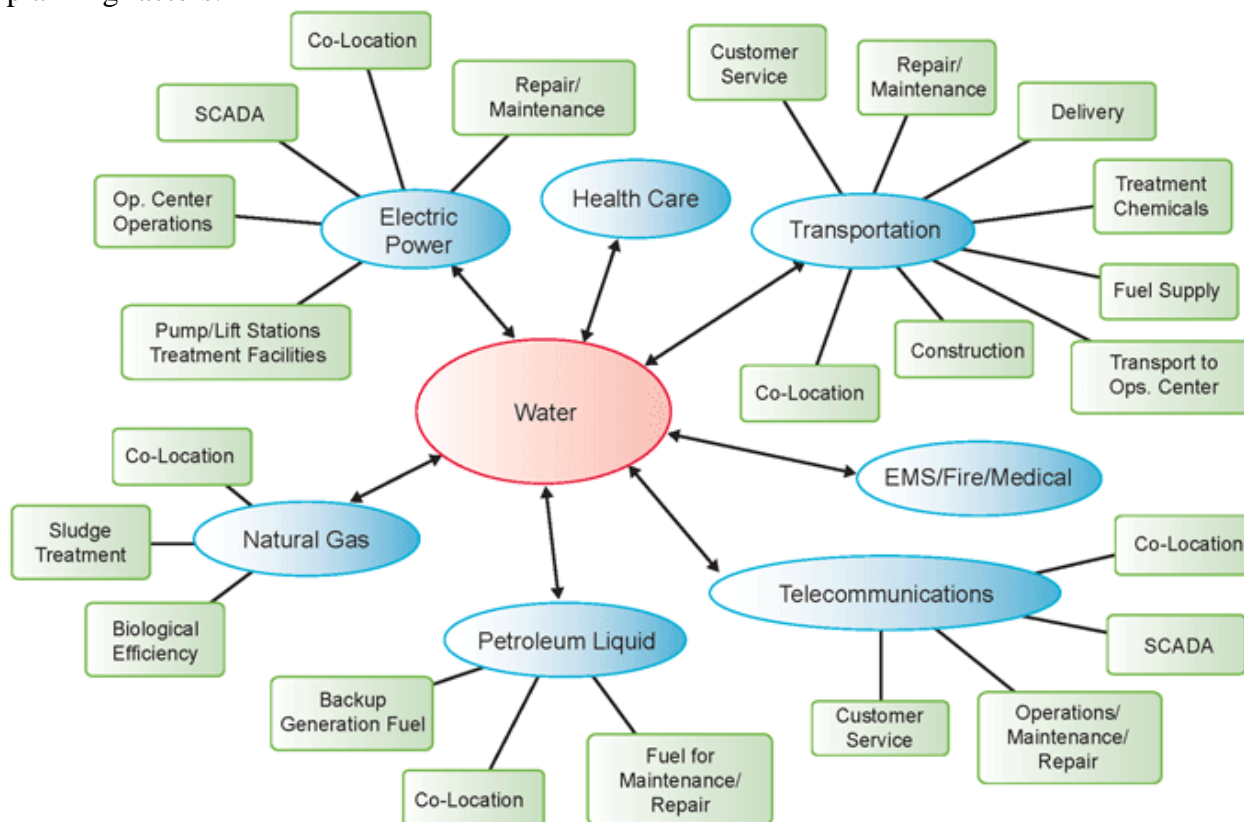 Co-Location
Customer
Service
Repair/
Maintenance
Repair/
Maintenance
Delivery
SCADA
Treatment
Chemicals
Health Care
Op. Center
Operations
Electric
Power
Transportation
Fuel Supply
Pump/Lift Stations
Treatment Facilities
Construction
Transport to
Ops. Center
Co-Location
Water
Co-Location
EMS/Fire/Medical
Sludge
Treatment
Natural Gas
Co-Location
Telecommunications
Biological
Efficiency
Petroleum Liquid
SCADA
Backup
Generation Fuel
Customer
Service
Operations/
Maintenance/
Repair
Fuel for
Maintenance/
Repair
Co-Location